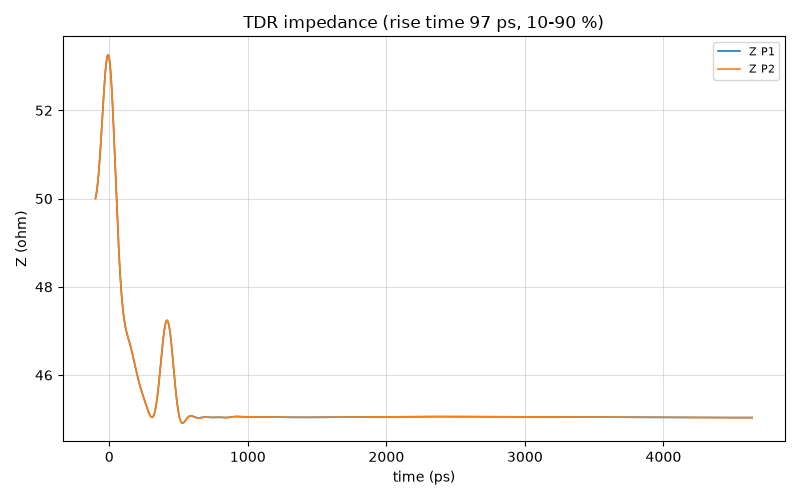 TDR impedance (rise time 97 ps, 10-90 %)
Z P1
Z P2
Z (ohm)
52
50
48
46
0 1000 2000 3000 4000
time (ps)